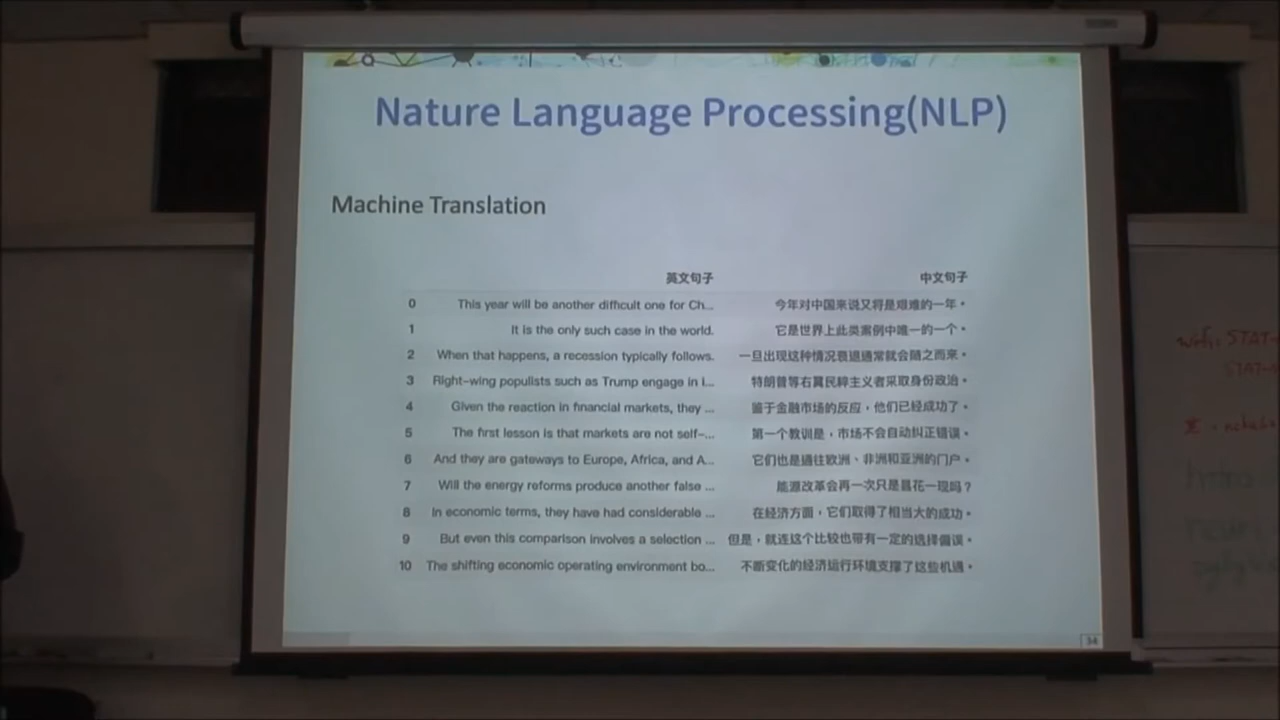 Nature Language Processing(NLP)
Machine Translation
英文句子 中文句子
0 This year will be another difficult one for Ch... 今年对中国来说又将是艰难的一年。
1 It is the only such case in the world. 它是世界上此类案例中唯一的一个。
2 When that happens, a recession typically follows. 一旦出现这种情况衰退通常就会随之而来。
3 Right-wing populists such as Trump engage in i... 特朗普等右翼民粹主义者采取身份政治。
4 Given the reaction in financial markets, they ... 鉴于金融市场的反应，他们已经成功了。
5 The first lesson is that markets are not self-... 第一个教训是，市场不会自动纠正错误。
6 And they are gateways to Europe, Africa, and A... 它们也是通往欧洲、非洲和亚洲的门户。
7 Will the energy reforms produce another false ... 能源改革会再一次只是昙花一现吗？
8 In economic terms, they have had considerable ... 在经济方面，它们取得了相当大的成功。
9 But even this comparison involves a selection ... 但是，就连这个比较也带有一定的选择偏误。
10 The shifting economic operating environment bo... 不断变化的经济运行环境支撑了这些机遇。
34
wifi: STAT-
STAT-